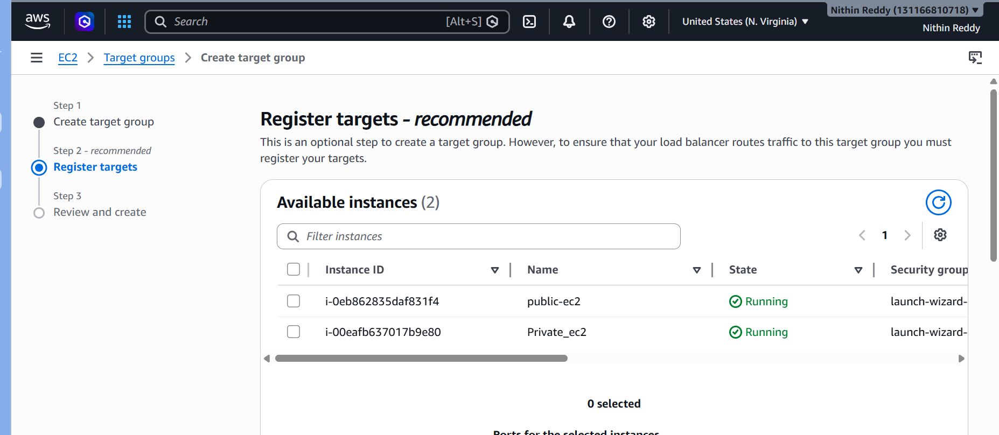 aws
Search [Alt+S]
United States (N. Virginia)
Nithin Reddy (131166810718)
Nithin Reddy
EC2 Target groups Create target group
Step 1
Create target group
Step 2 - recommended
Register targets
Step 3
Review and create
Register targets - recommended
This is an optional step to create a target group. However, to ensure that your load balancer routes traffic to this target group you must
register your targets.
Available instances (2)
Filter instances
1
Instance ID Name State Security group
i-0eb862835daf831f4 public-ec2 Running launch-wizard-
i-00eafb637017b9e80 Private_ec2 Running launch-wizard-
0 selected
Ports for the selected instances